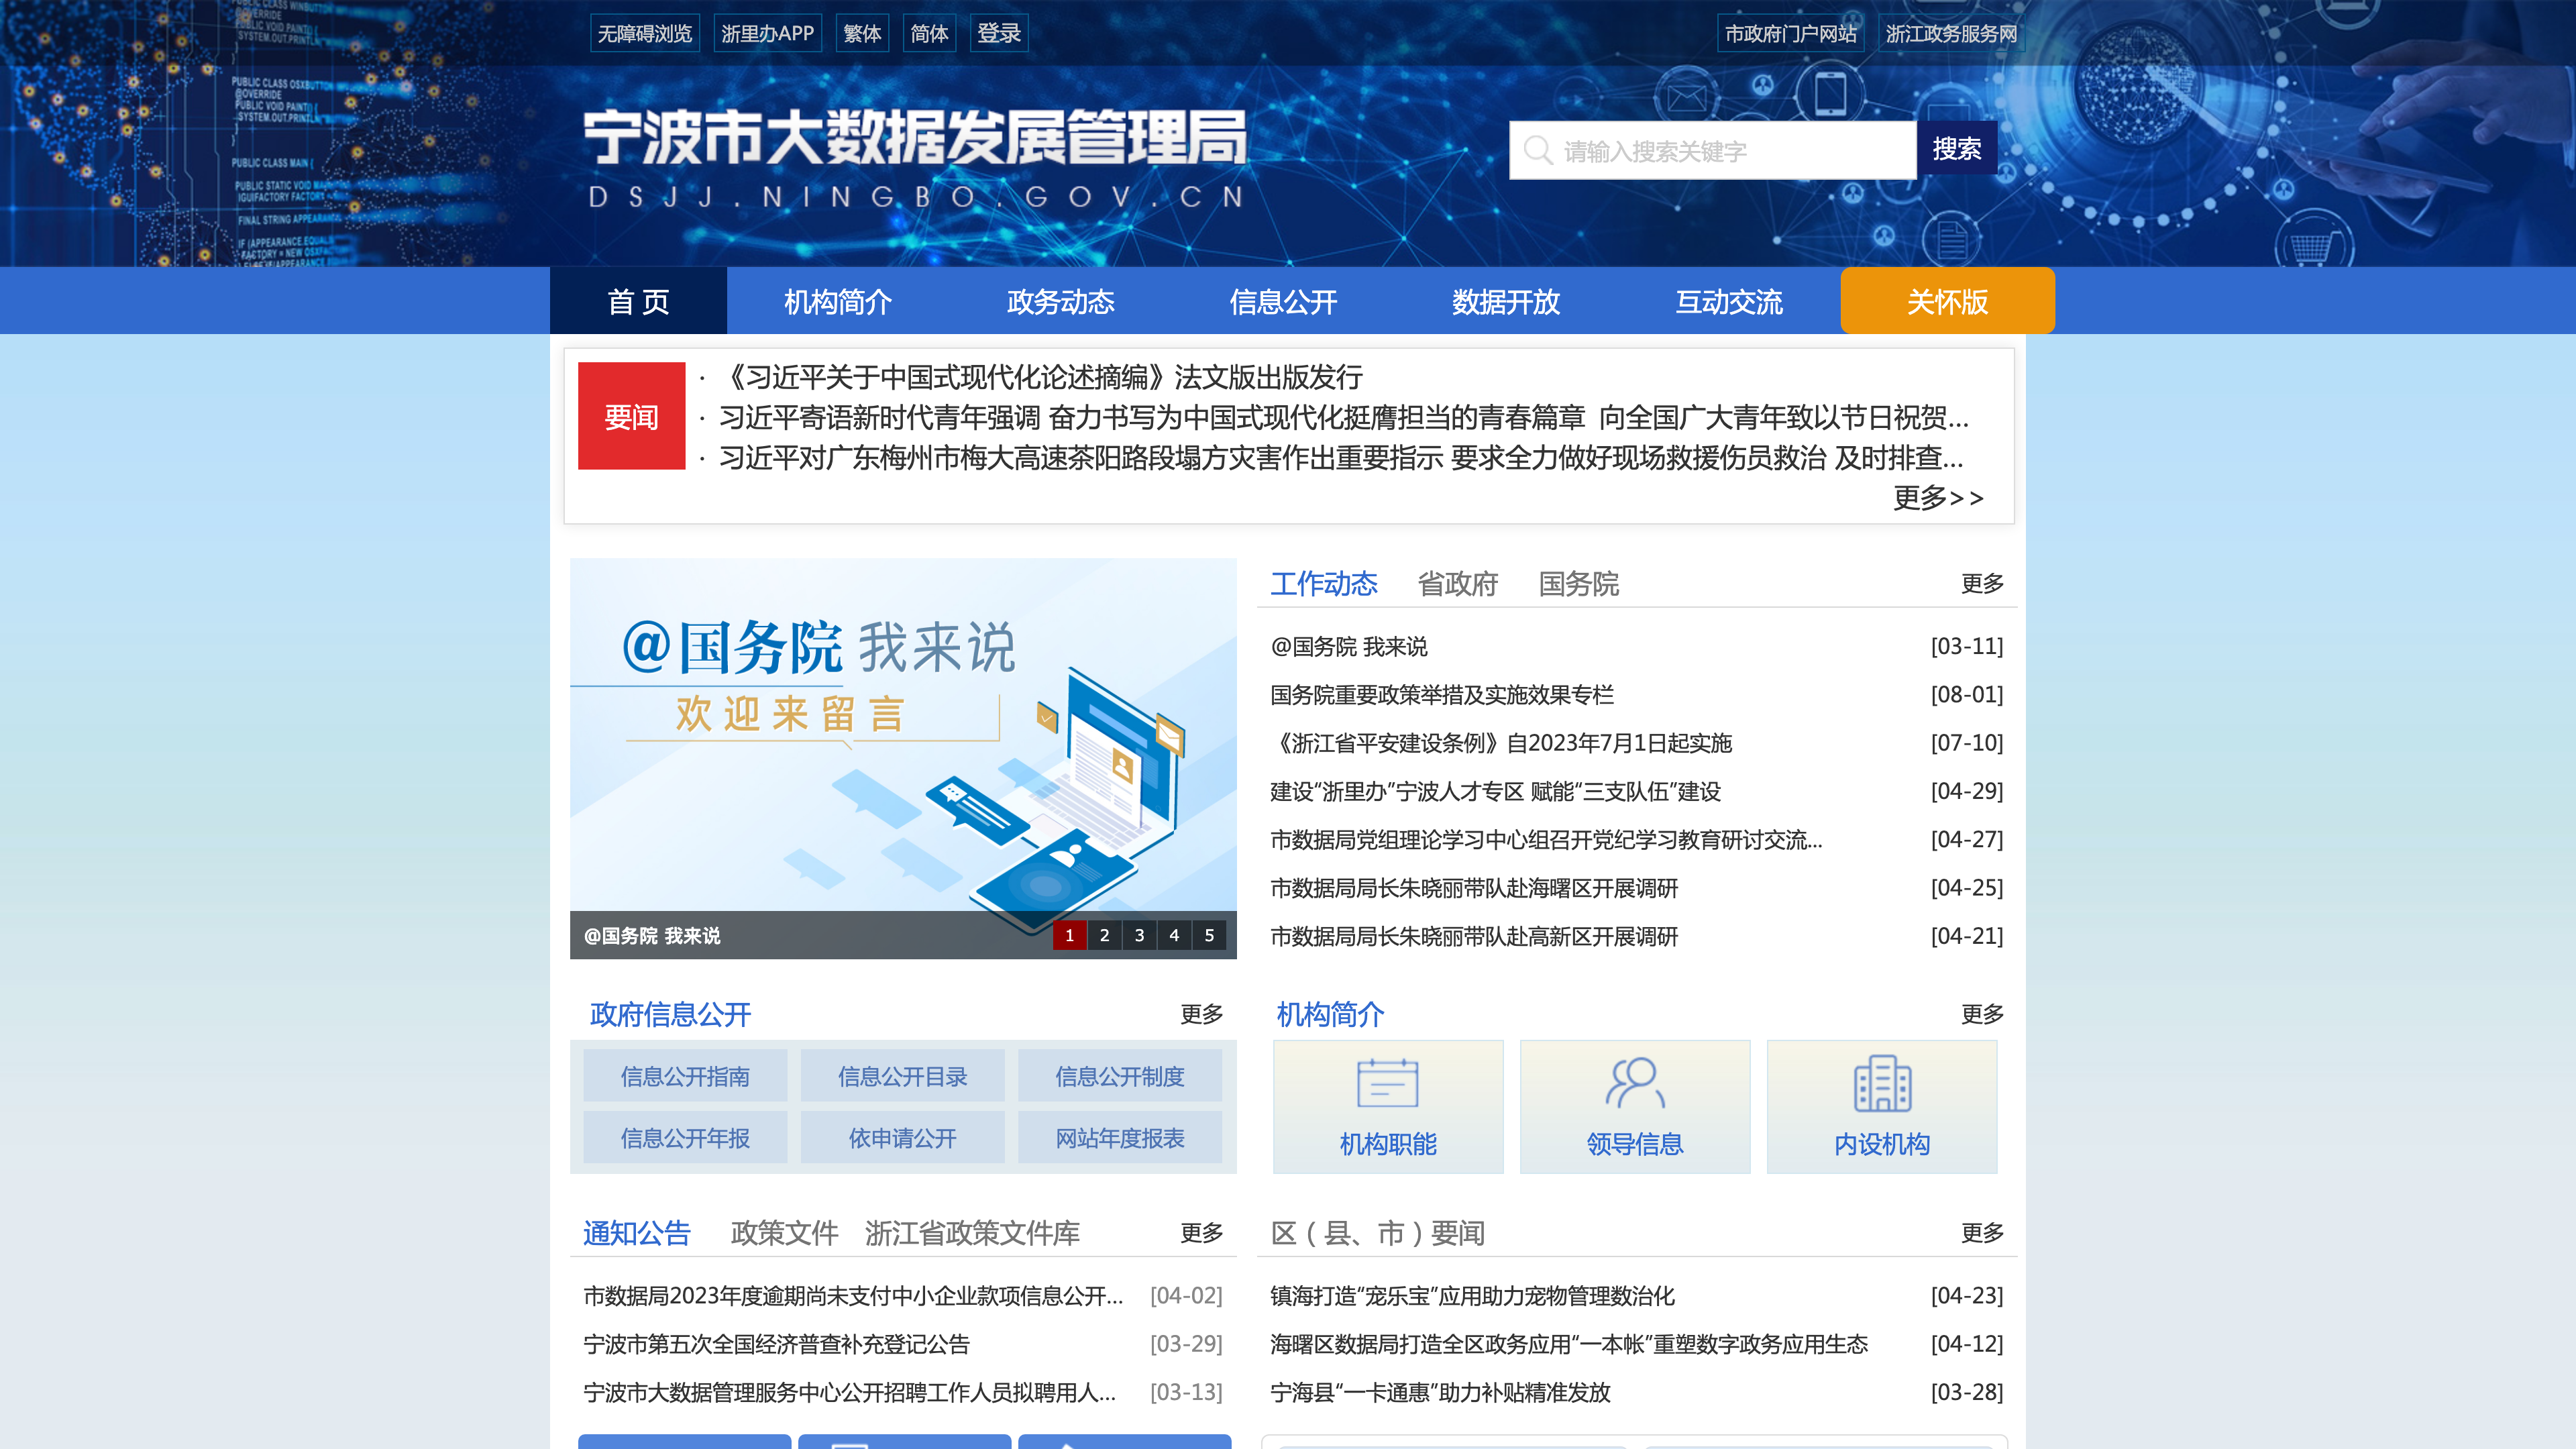 无障碍浏览 浙里办APP 繁体 简体 登录 市政府门户网站 浙江政务服务网
宁波市大数据发展管理局
DSJJ.NINGBO.GOV.CN
请输入搜索关键字 搜索
首 页 机构简介 政务动态 信息公开 数据开放 互动交流 关怀版
要闻
· 《习近平关于中国式现代化论述摘编》法文版出版发行
· 习近平寄语新时代青年强调 奋力书写为中国式现代化挺膺担当的青春篇章 向全国广大青年致以节日祝贺...
· 习近平对广东梅州市梅大高速茶阳路段塌方灾害作出重要指示 要求全力做好现场救援伤员救治 及时排查...
更多>>
@国务院 我来说
欢迎来留言
@国务院 我来说 1 2 3 4 5
工作动态 省政府 国务院 更多
@国务院 我来说 [03-11]
国务院重要政策举措及实施效果专栏 [08-01]
《浙江省平安建设条例》自2023年7月1日起实施 [07-10]
建设“浙里办”宁波人才专区 赋能“三支队伍”建设 [04-29]
市数据局党组理论学习中心组召开党纪学习教育研讨交流... [04-27]
市数据局局长朱晓丽带队赴海曙区开展调研 [04-25]
市数据局局长朱晓丽带队赴高新区开展调研 [04-21]
政府信息公开 更多
信息公开指南 信息公开目录 信息公开制度
信息公开年报 依申请公开 网站年度报表
机构简介 更多
机构职能 领导信息 内设机构
通知公告 政策文件 浙江省政策文件库 更多
市数据局2023年度逾期尚未支付中小企业款项信息公开... [04-02]
宁波市第五次全国经济普查补充登记公告 [03-29]
宁波市大数据管理服务中心公开招聘工作人员拟聘用人... [03-13]
区（县、市）要闻 更多
镇海打造“宠乐宝”应用助力宠物管理数治化 [04-23]
海曙区数据局打造全区政务应用“一本帐”重塑数字政务应用生态 [04-12]
宁海县“一卡通惠”助力补贴精准发放 [03-28]